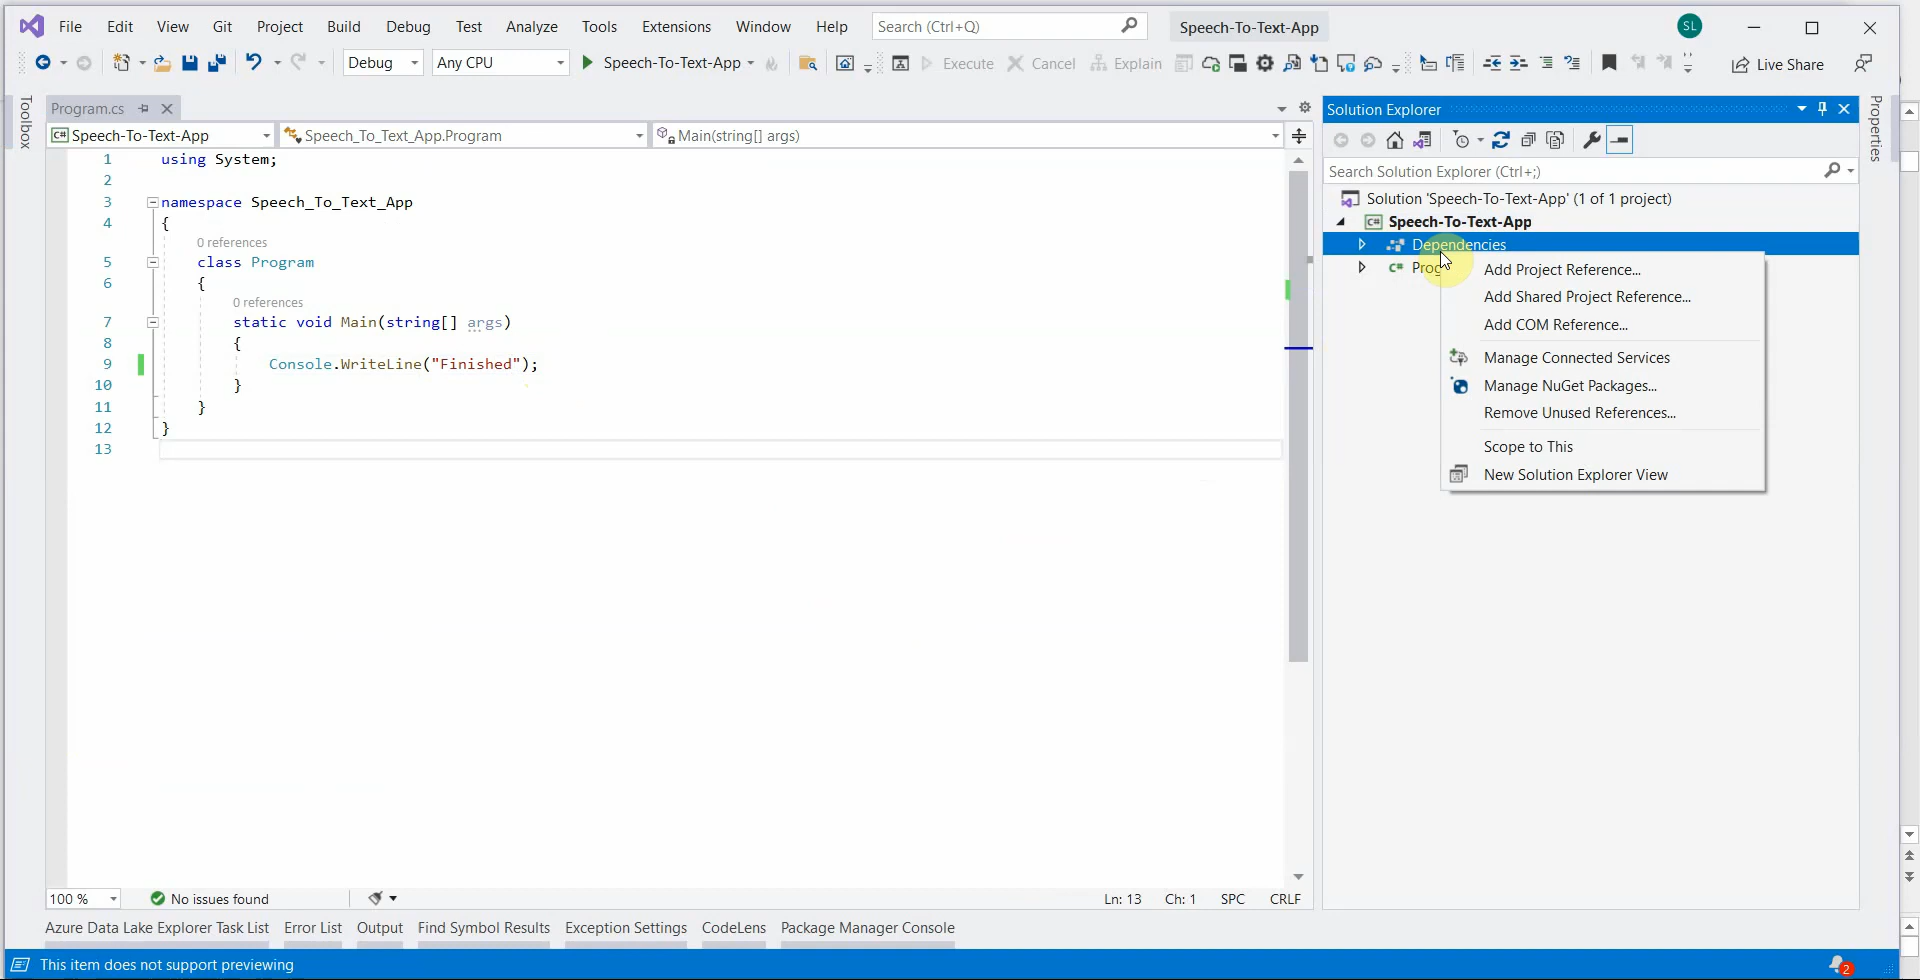 File Edit View Git Project Build Debug Test Analyze Tools Extensions Window Help Search (Ctrl+Q) Speech-To-Text-App SL
Debug Any CPU Speech-To-Text-App Execute Cancel Explain Live Share
Toolbox
Program.cs
Speech-To-Text-App Speech_To_Text_App.Program Main(string[] args)
1 using System;
2
3 namespace Speech_To_Text_App
4 {
0 references
5 class Program
6 {
0 references
7 static void Main(string[] args)
8 {
9 Console.WriteLine("Finished");
10 }
11 }
12 }
13
Solution Explorer
Properties
Search Solution Explorer (Ctrl+;)
Solution 'Speech-To-Text-App' (1 of 1 project)
C# Speech-To-Text-App
Dependencies
C# Prog
Add Project Reference...
Add Shared Project Reference...
Add COM Reference...
Manage Connected Services
Manage NuGet Packages...
Remove Unused References...
Scope to This
New Solution Explorer View
100 % No issues found Ln: 13 Ch: 1 SPC CRLF
Azure Data Lake Explorer Task List Error List Output Find Symbol Results Exception Settings CodeLens Package Manager Console
This item does not support previewing 2